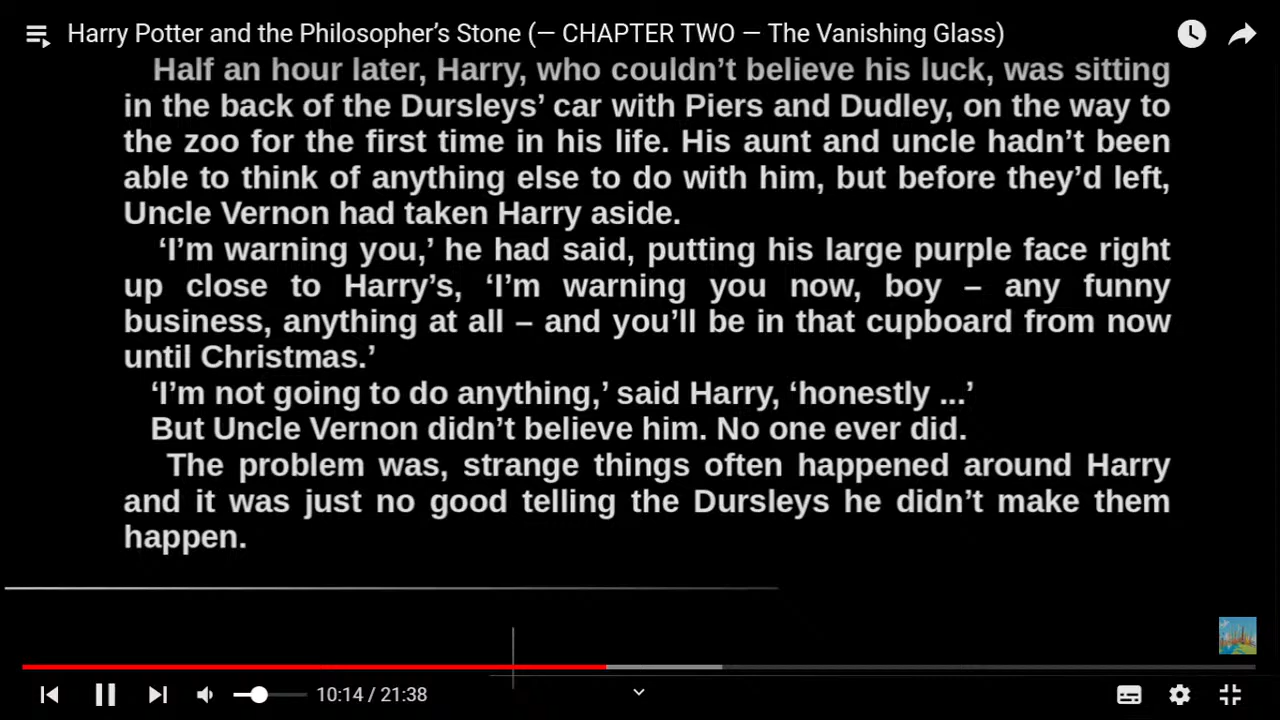 Harry Potter and the Philosopher’s Stone (— CHAPTER TWO — The Vanishing Glass)
Half an hour later, Harry, who couldn’t believe his luck, was sitting
in the back of the Dursleys’ car with Piers and Dudley, on the way to
the zoo for the first time in his life. His aunt and uncle hadn’t been
able to think of anything else to do with him, but before they’d left,
Uncle Vernon had taken Harry aside.
‘I’m warning you,’ he had said, putting his large purple face right
up close to Harry’s, ‘I’m warning you now, boy – any funny
business, anything at all – and you’ll be in that cupboard from now
until Christmas.’
‘I’m not going to do anything,’ said Harry, ‘honestly ...’
But Uncle Vernon didn’t believe him. No one ever did.
The problem was, strange things often happened around Harry
and it was just no good telling the Dursleys he didn’t make them
happen.
10:14 / 21:38